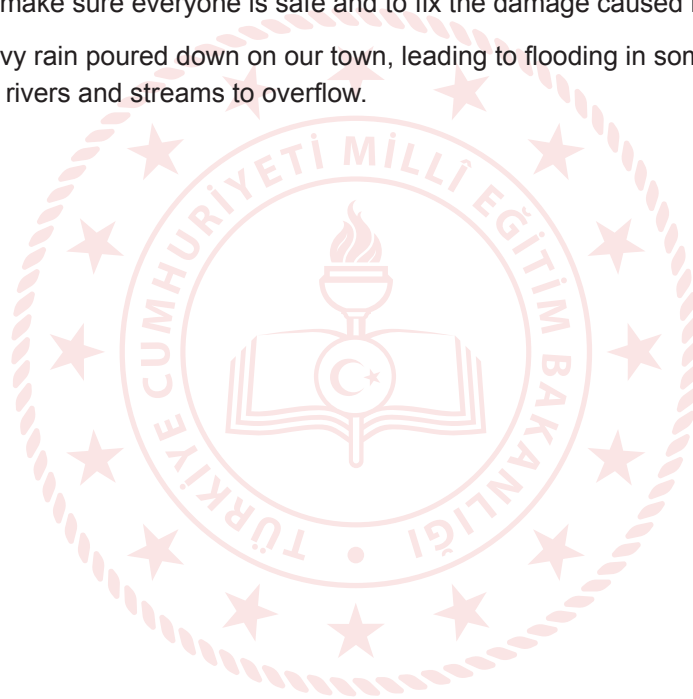 make sure everyone is safe and to fix the damage caused
vy rain poured down on our town, leading to flooding in
rivers and streams to overflow.
TÜRKİYE CUMHURİYETİ MİLLÎ EĞİTİM BAKANLIĞI